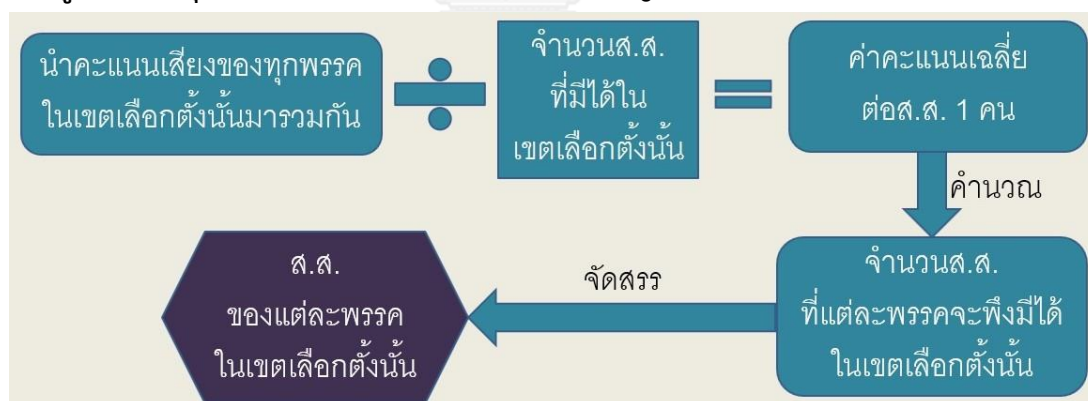 นำคะแนนเสียงของทุกพรรค
ในเขตเลือกตั้งนั้นมารวมกัน
จำนวนส.ส.
ที่มีได้ใน
เขตเลือกตั้งนั้น
ค่าคะแนนเฉลี่ย
ต่อส.ส. 1 คน
คำนวณ
จำนวนส.ส.
ที่แต่ละพรรคจะพึงมีได้
ในเขตเลือกตั้งนั้น
จัดสรร
ส.ส.
ของแต่ละพรรค
ในเขตเลือกตั้งนั้น